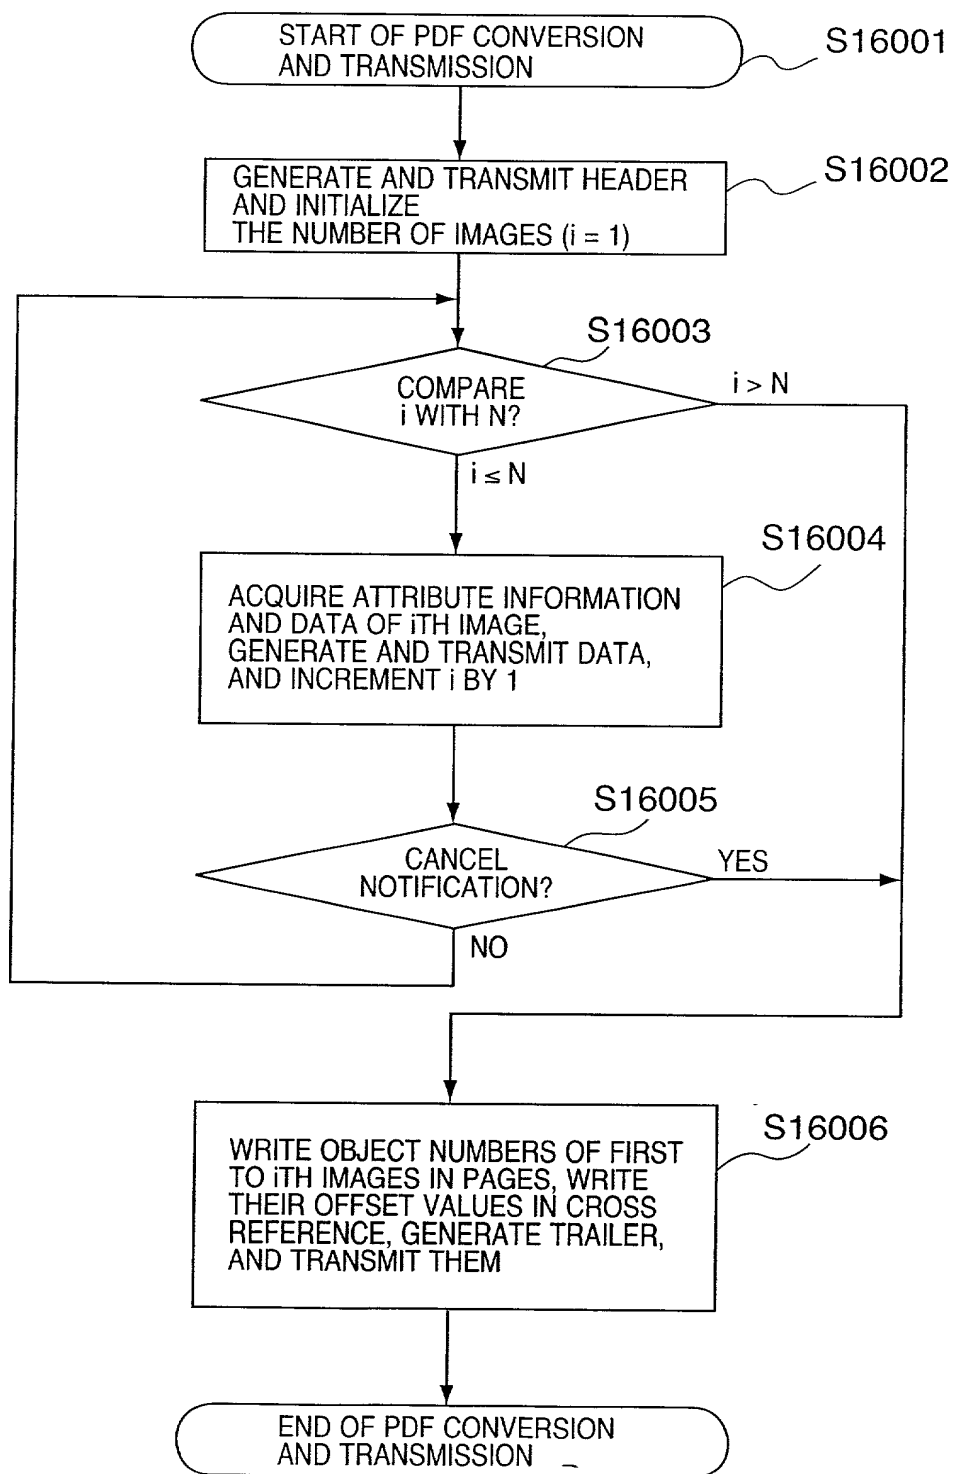 START OF PDF CONVERSION
AND TRANSMISSION
S16001
GENERATE AND TRANSMIT HEADER
AND INITIALIZE
THE NUMBER OF IMAGES (i = 1)
S16002
S16003
COMPARE
i WITH N?
i > N
i ≤ N
S16004
ACQUIRE ATTRIBUTE INFORMATION
AND DATA OF iTH IMAGE,
GENERATE AND TRANSMIT DATA,
AND INCREMENT i BY 1
S16005
CANCEL
NOTIFICATION?
YES
NO
S16006
WRITE OBJECT NUMBERS OF FIRST
TO iTH IMAGES IN PAGES, WRITE
THEIR OFFSET VALUES IN CROSS
REFERENCE, GENERATE TRAILER,
AND TRANSMIT THEM
END OF PDF CONVERSION
AND TRANSMISSION